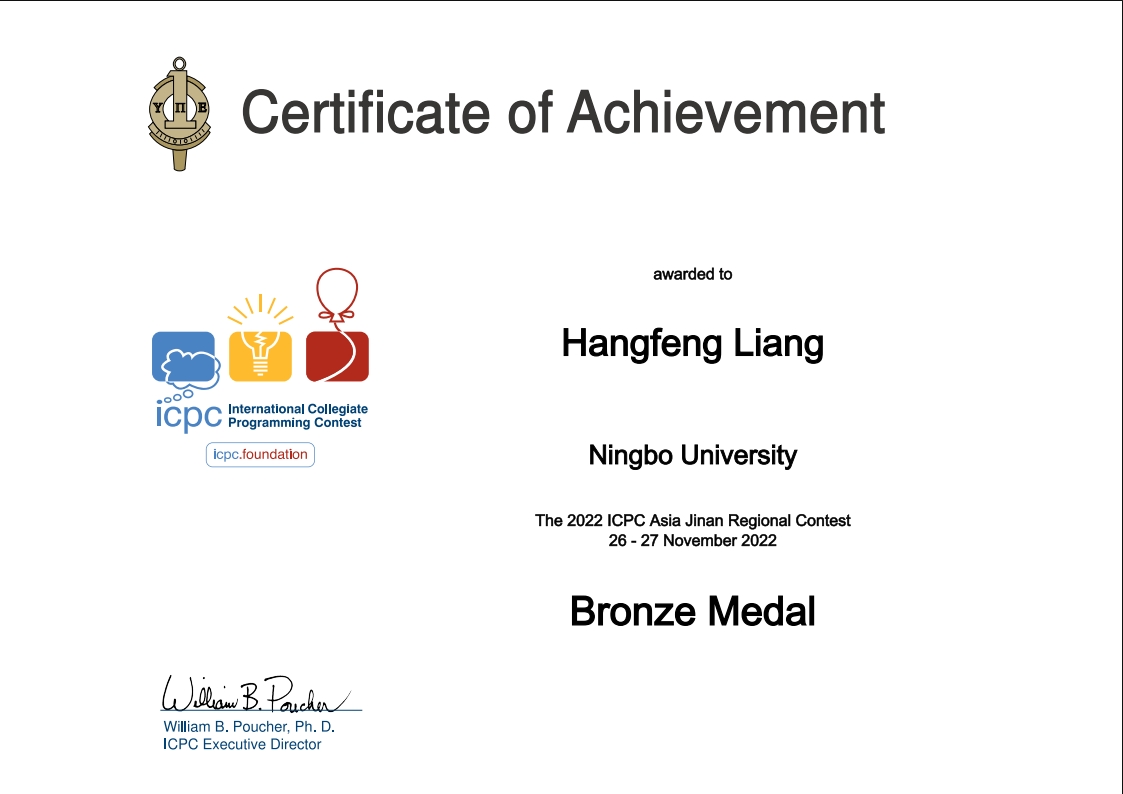 Υ Π Ε
Certificate of Achievement
awarded to
Hangfeng Liang
icpc International Collegiate
Programming Contest
icpc.foundation
Ningbo University
The 2022 ICPC Asia Jinan Regional Contest
26 - 27 November 2022
Bronze Medal
William B. Poucher
William B. Poucher, Ph. D.
ICPC Executive Director